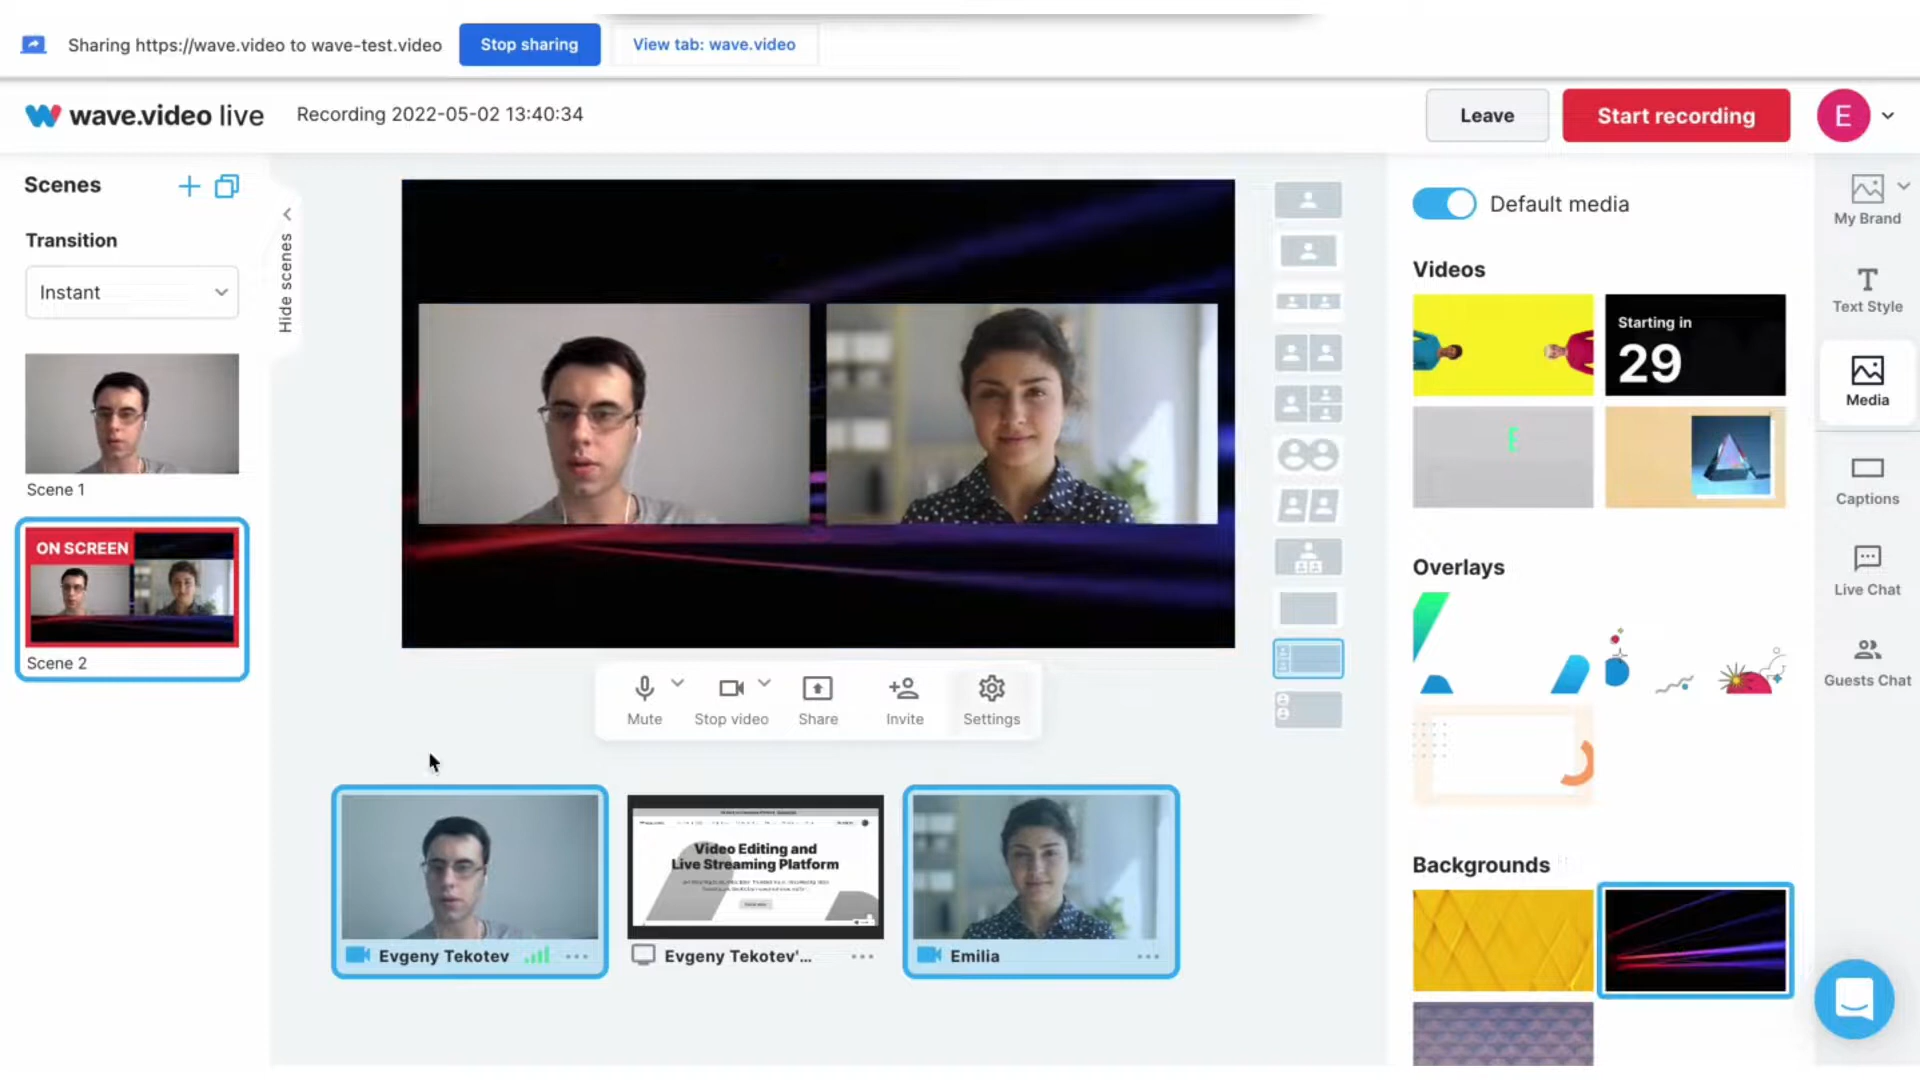 Sharing https://wave.video to wave-test.video
Stop sharing
View tab: wave.video
wave.video live
Recording 2022-05-02 13:40:34
Leave
Start recording
E
Scenes
Transition
Instant
Hide scenes
Scene 1
ON SCREEN
Scene 2
Mute
Stop video
Share
Invite
Settings
Video Editing and
Live Streaming Platform
Evgeny Tekotev
Evgeny Tekotev'...
Emilia
Default media
Videos
Starting in
29
Overlays
Backgrounds
My Brand
Text Style
Media
Captions
Live Chat
Guests Chat